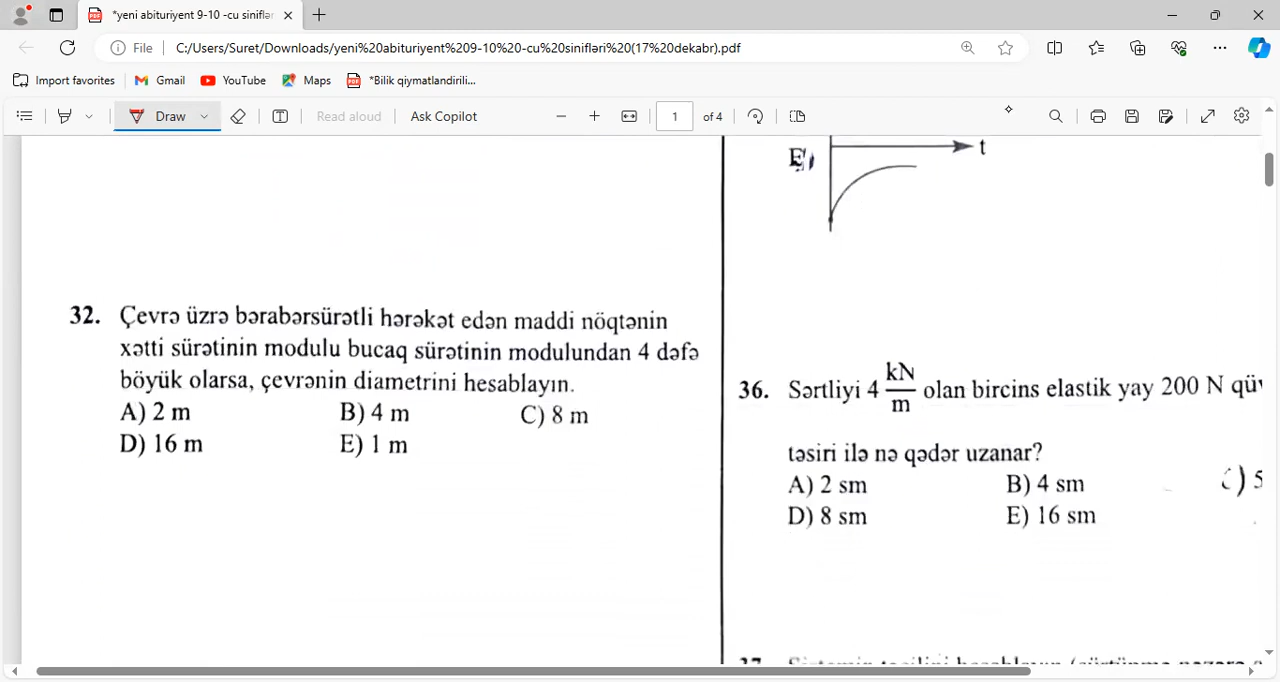 *yeni abituriyent 9-10 -cu siniflər
File C:/Users/Suret/Downloads/yeni%20abituriyent%209-10%20-cu%20sinifləri%20(17%20dekabr).pdf
Import favorites Gmail YouTube Maps *Bilik qiymatlandirili...
Draw Read aloud Ask Copilot 1 of 4
32. Çevrə üzrə bərabərsürətli hərəkət edən maddi nöqtənin
xətti sürətinin modulu bucaq sürətinin modulundan 4 dəfə
böyük olarsa, çevrənin diametrini hesablayın.
A) 2 m B) 4 m C) 8 m
D) 16 m E) 1 m
E) t
36. Sərtliyi 4 kN/m olan bircins elastik yay 200 N
təsiri ilə nə qədər uzanar?
A) 2 sm B) 4 sm C) 5
D) 8 sm E) 16 sm